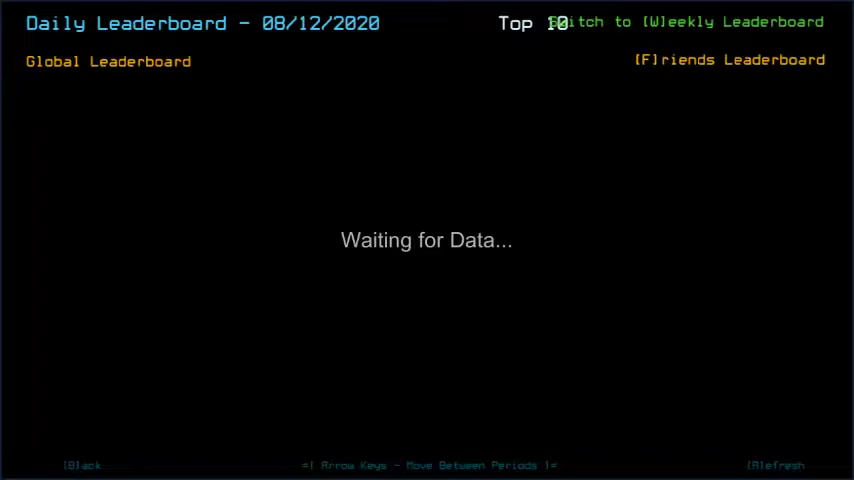 Daily Leaderboard - 08/12/2020
Top 10
Switch to [W]eekly Leaderboard
Global Leaderboard
[F]riends Leaderboard
Waiting for Data...
[B]ack
=[ Arrow Keys - Move Between Periods ]=
[R]efresh